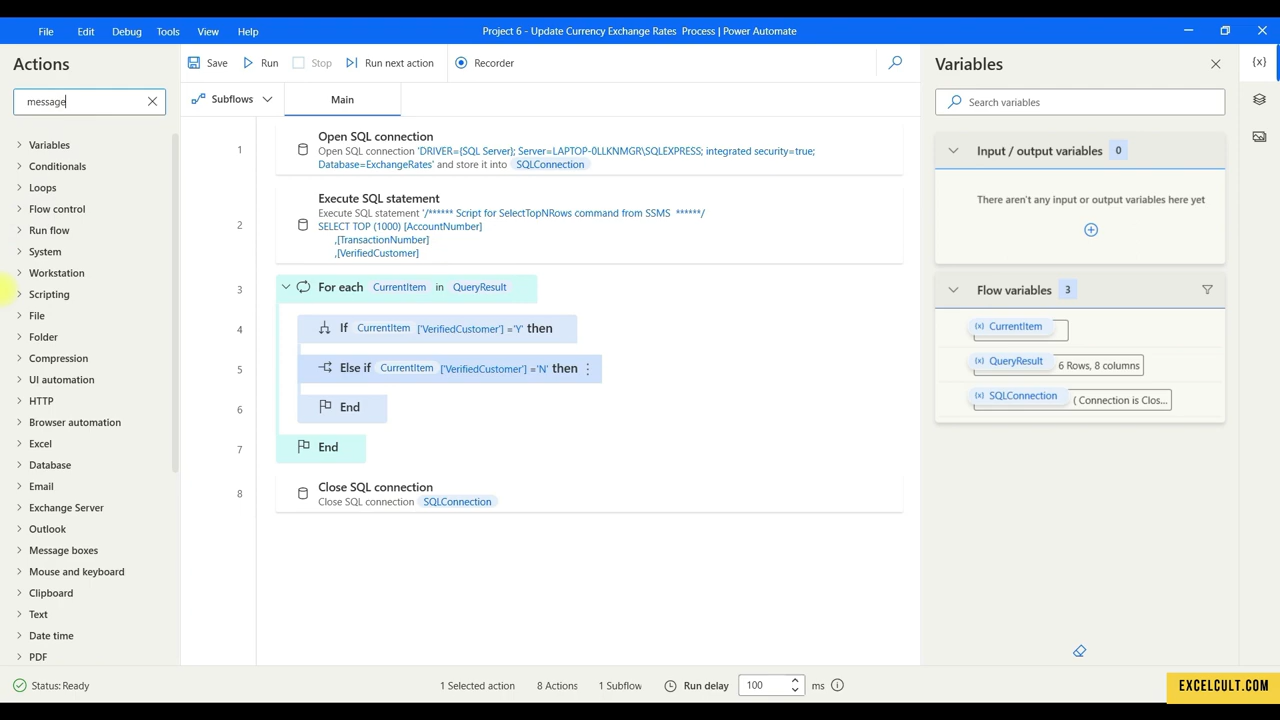 File Edit Debug Tools View Help
Project 6 - Update Currency Exchange Rates Process | Power Automate
Actions
message
Variables
Conditionals
Loops
Flow control
Run flow
System
Workstation
Scripting
File
Folder
Compression
UI automation
HTTP
Browser automation
Excel
Database
Email
Exchange Server
Outlook
Message boxes
Mouse and keyboard
Clipboard
Text
Date time
PDF
Save Run Stop Run next action Recorder
Subflows Main
1
Open SQL connection
Open SQL connection 'DRIVER={SQL Server}; Server=LAPTOP-0LLKNMGR\SQLEXPRESS; integrated security=true;
Database=ExchangeRates' and store it into SQLConnection
2
Execute SQL statement
Execute SQL statement '/****** Script for SelectTopNRows command from SSMS ******/
SELECT TOP (1000) [AccountNumber]
,[TransactionNumber]
,[VerifiedCustomer]
3 For each CurrentItem in QueryResult
4 If CurrentItem ['VerifiedCustomer'] ='Y' then
5 Else if CurrentItem ['VerifiedCustomer'] ='N' then
6 End
7 End
8
Close SQL connection
Close SQL connection SQLConnection
Variables
{x}
Search variables
Input / output variables 0
There aren't any input or output variables here yet
Flow variables 3
(x) CurrentItem
(x) QueryResult 6 Rows, 8 columns
(x) SQLConnection ( Connection is Clos...
Status: Ready 1 Selected action 8 Actions 1 Subflow Run delay 100 ms
EXCELCULT.COM